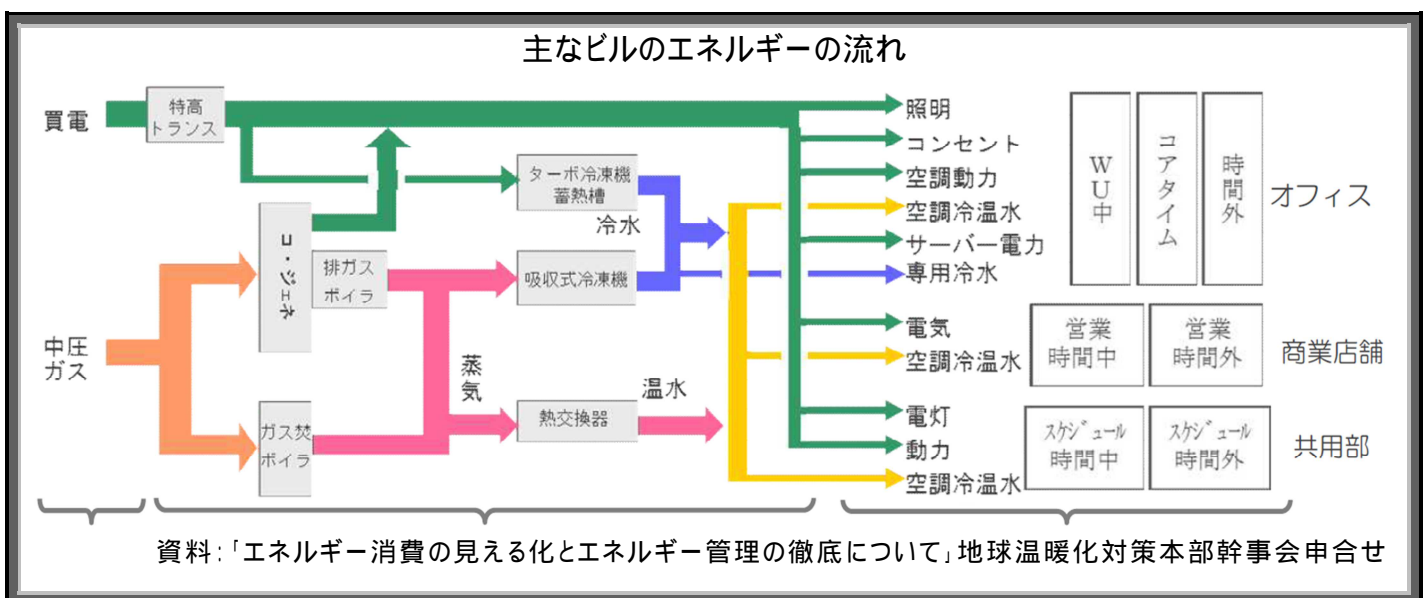 主なビルのエネルギーの流れ
買電
特高
トランス
照明
コンセント
ターボ冷凍機
蓄熱槽
空調動力
冷水
空調冷温水
サーバー電力
専用冷水
WU中
コアタイム
時間外
オフィス
コ・ジェネ
排ガス
ボイラ
吸収式冷凍機
中圧
ガス
蒸気
温水
電気
空調冷温水
営業
時間中
営業
時間外
商業店舗
ガス焚
ボイラ
熱交換器
電灯
動力
空調冷温水
スケジュール
時間中
スケジュール
時間外
共用部
資料:「エネルギー消費の見える化とエネルギー管理の徹底について」地球温暖化対策本部幹事会申合せ